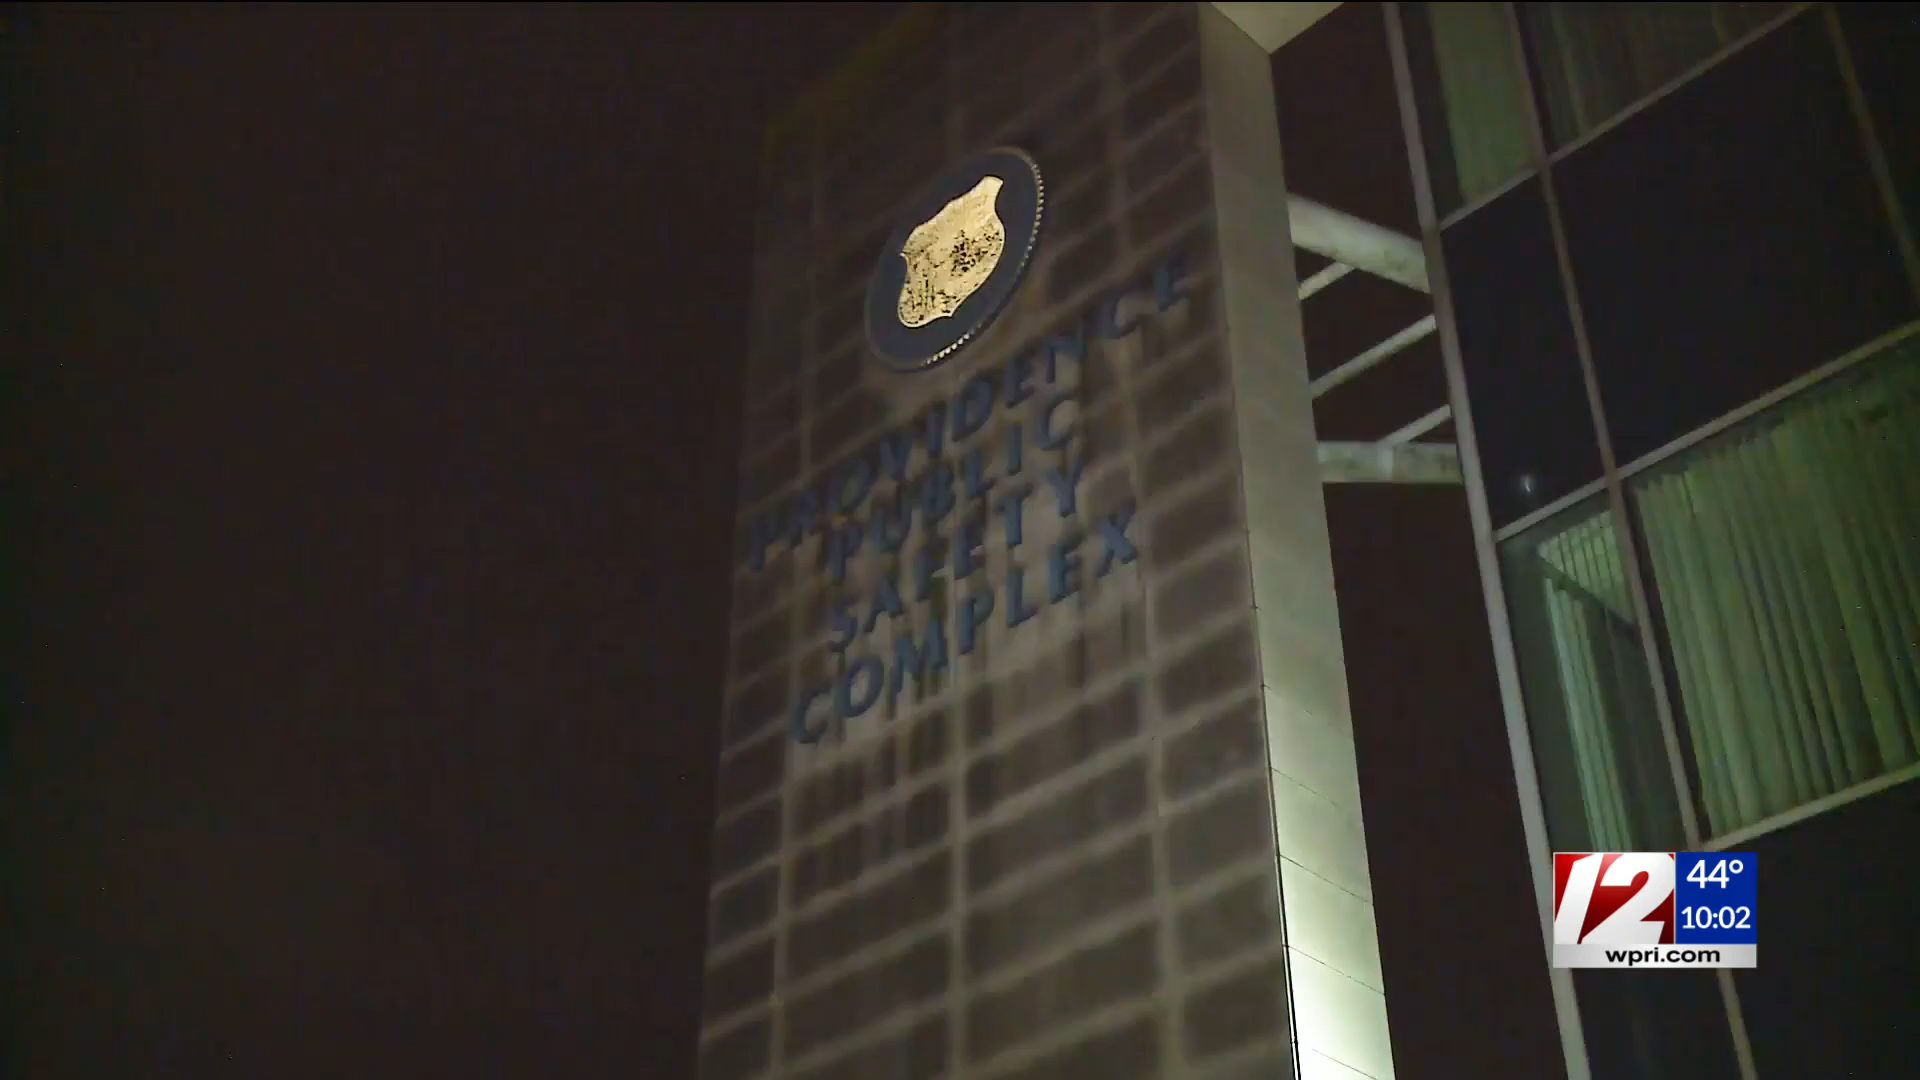 PROVIDENCE
PUBLIC
SAFETY
COMPLEX
12
44°
10:02
wpri.com